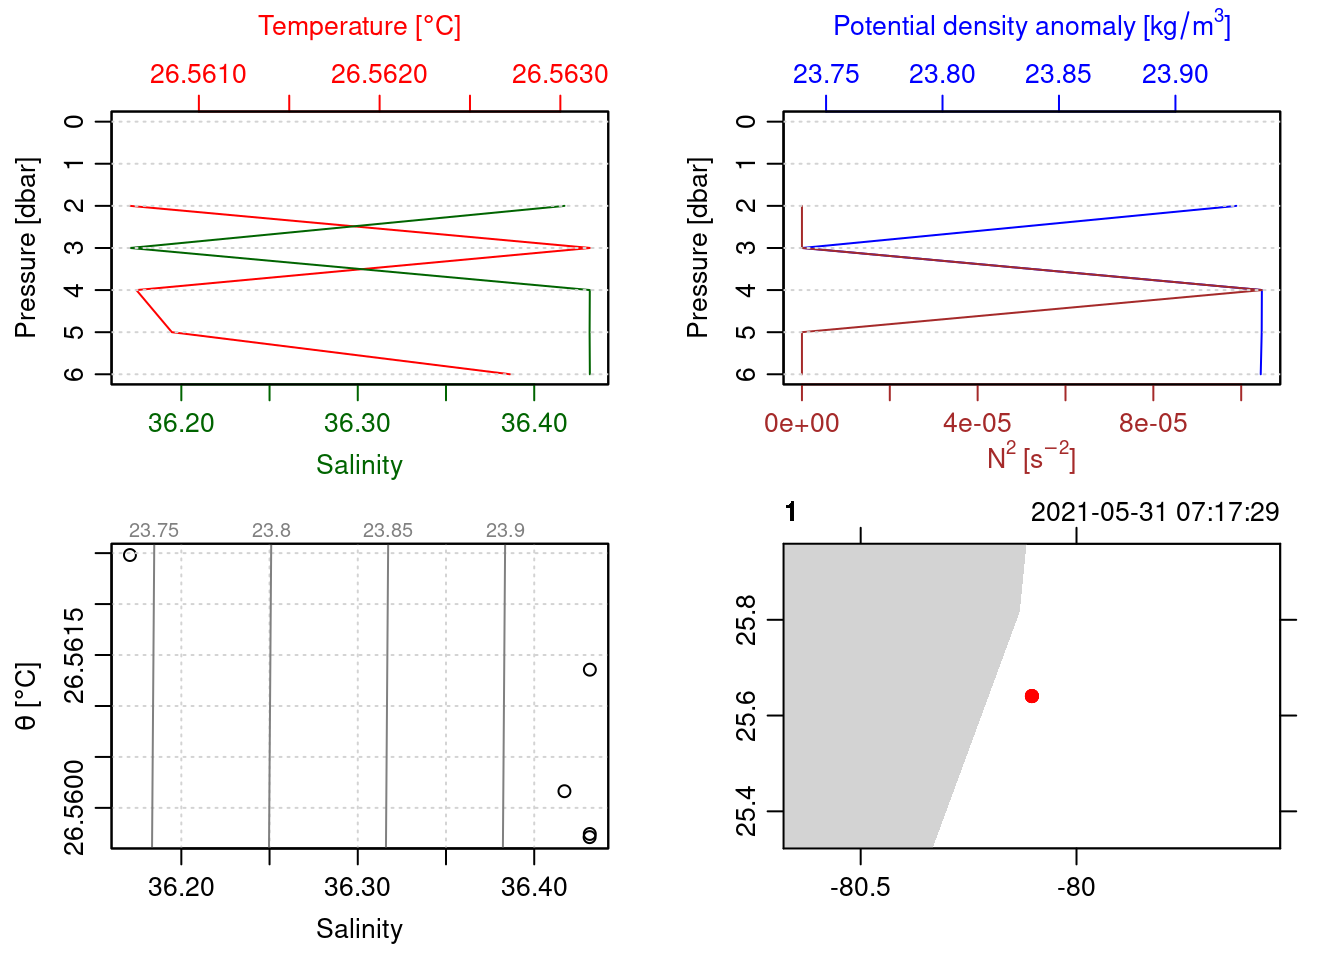 Temperature [°C]
26.5610 26.5620 26.5630
Pressure [dbar]
0
1
2
3
4
5
6
36.20 36.30 36.40
Salinity
Potential density anomaly [kg/m³]
23.75 23.80 23.85 23.90
Pressure [dbar]
0
1
2
3
4
5
6
0e+00 4e-05 8e-05
N² [s⁻²]
23.75 23.8 23.85 23.9
θ [°C]
26.5615
26.5600
36.20 36.30 36.40
Salinity
1 2021-05-31 07:17:29
25.8
25.6
25.4
-80.5 -80